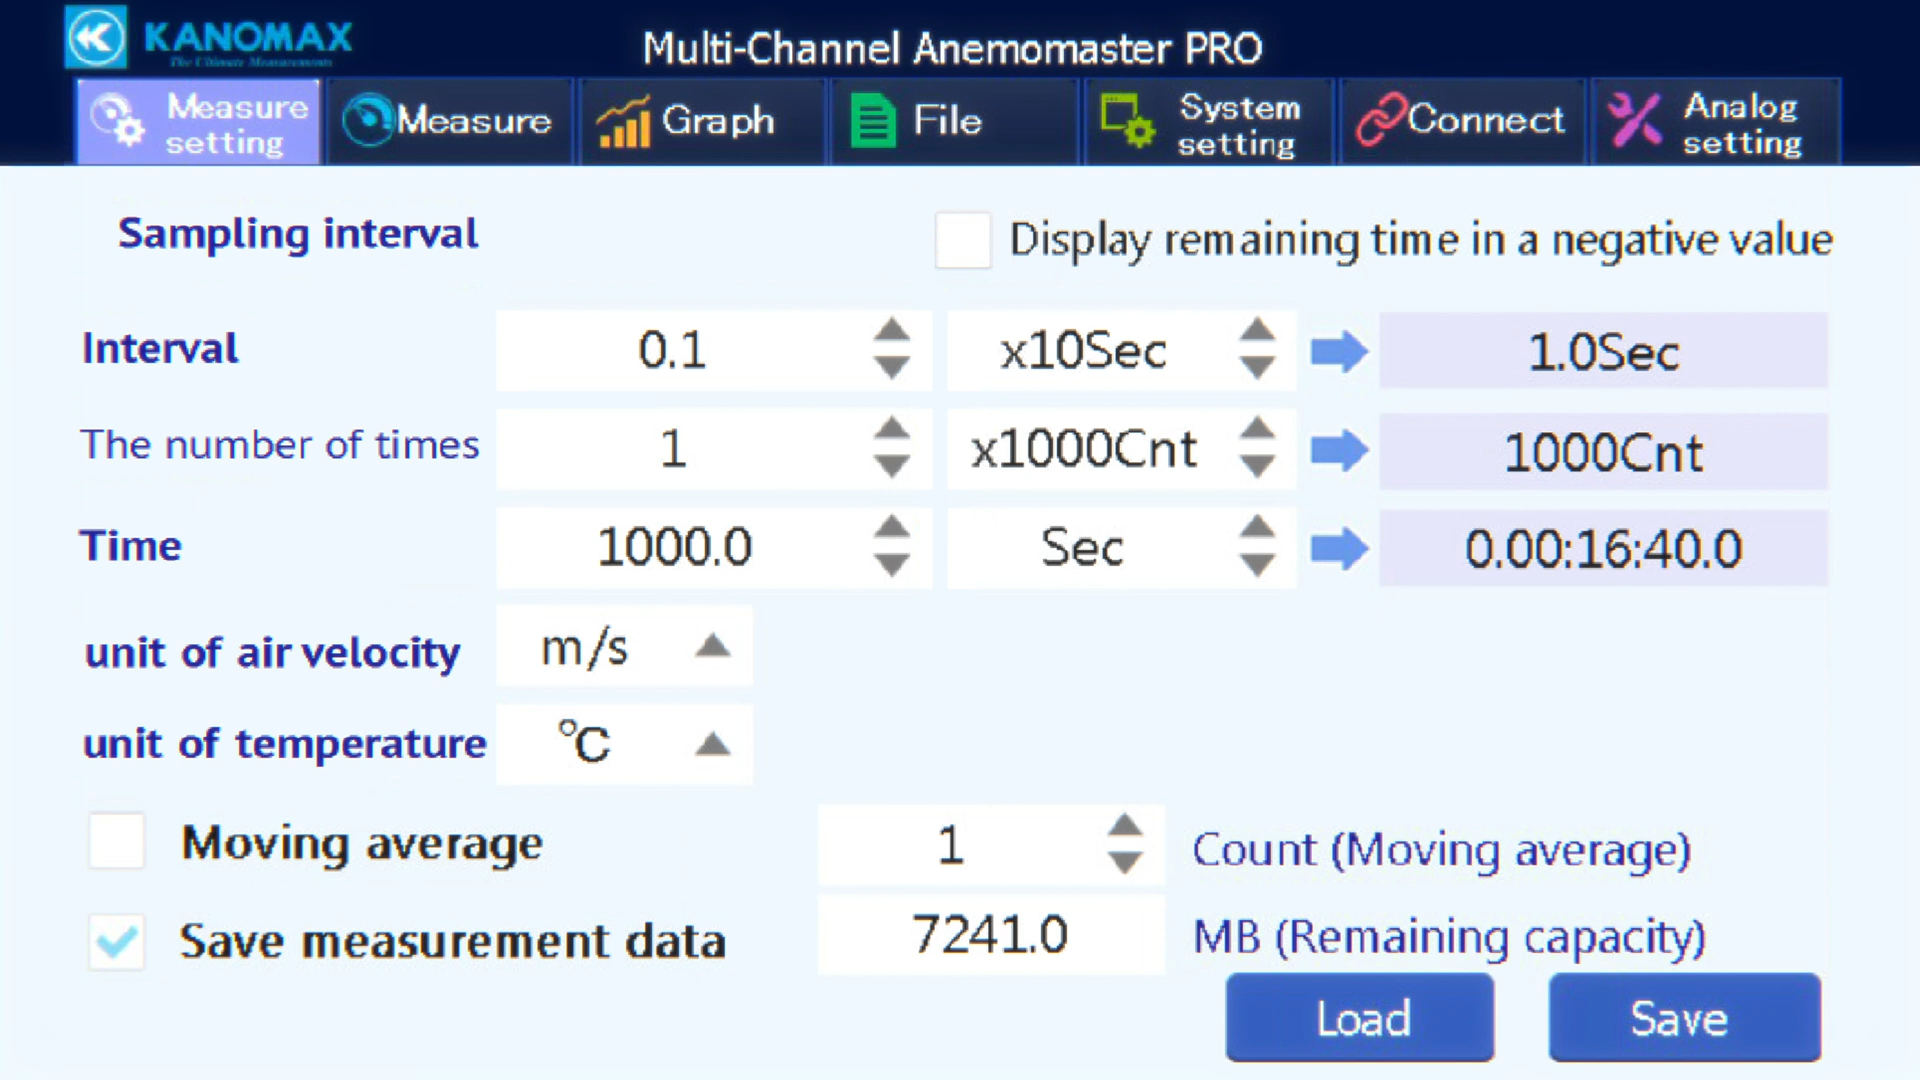 KANOMAX
The Ultimate Measurements
Multi-Channel Anemomaster PRO
Measure setting
Measure
Graph
File
System setting
Connect
Analog setting
Sampling interval
Display remaining time in a negative value
Interval 0.1 x10Sec 1.0Sec
The number of times 1 x1000Cnt 1000Cnt
Time 1000.0 Sec 0.00:16:40.0
unit of air velocity m/s
unit of temperature ℃
Moving average 1 Count (Moving average)
Save measurement data 7241.0 MB (Remaining capacity)
Load Save